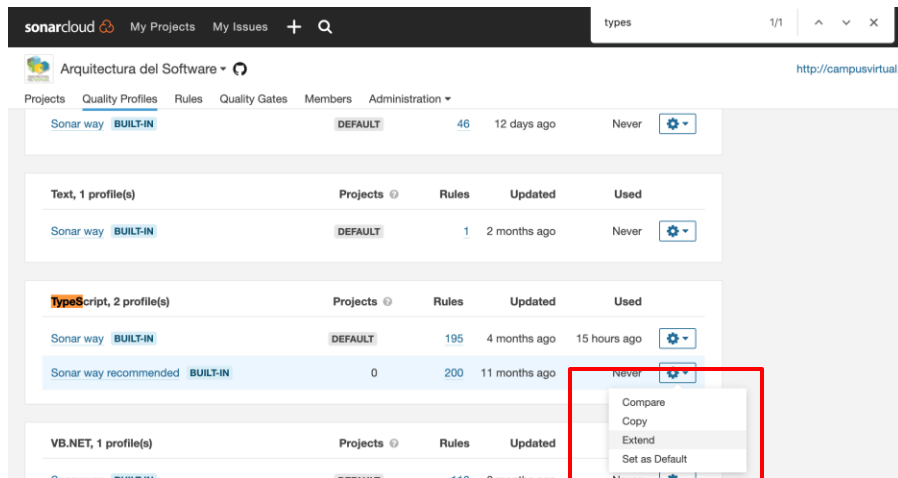 sonarcloud My Projects My Issues
types 1/1
Arquitectura del Software
http://campusvirtual
Projects Quality Profiles Rules Quality Gates Members Administration
Sonar way BUILT-IN DEFAULT 46 12 days ago Never
Text, 1 profile(s) Projects Rules Updated Used
Sonar way BUILT-IN DEFAULT 1 2 months ago Never
TypeScript, 2 profile(s) Projects Rules Updated Used
Sonar way BUILT-IN DEFAULT 195 4 months ago 15 hours ago
Sonar way recommended BUILT-IN 0 200 11 months ago Never
Compare
Copy
Extend
Set as Default
VB.NET, 1 profile(s) Projects Rules Updated